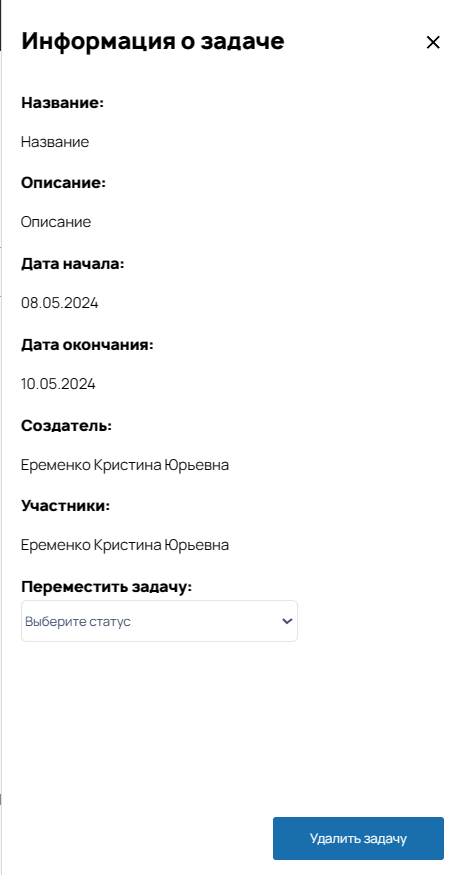 Информация о задаче
Название:
Название
Описание:
Описание
Дата начала:
08.05.2024
Дата окончания:
10.05.2024
Создатель:
Еременко Кристина Юрьевна
Участники:
Еременко Кристина Юрьевна
Переместить задачу:
Выберите статус
Удалить задачу